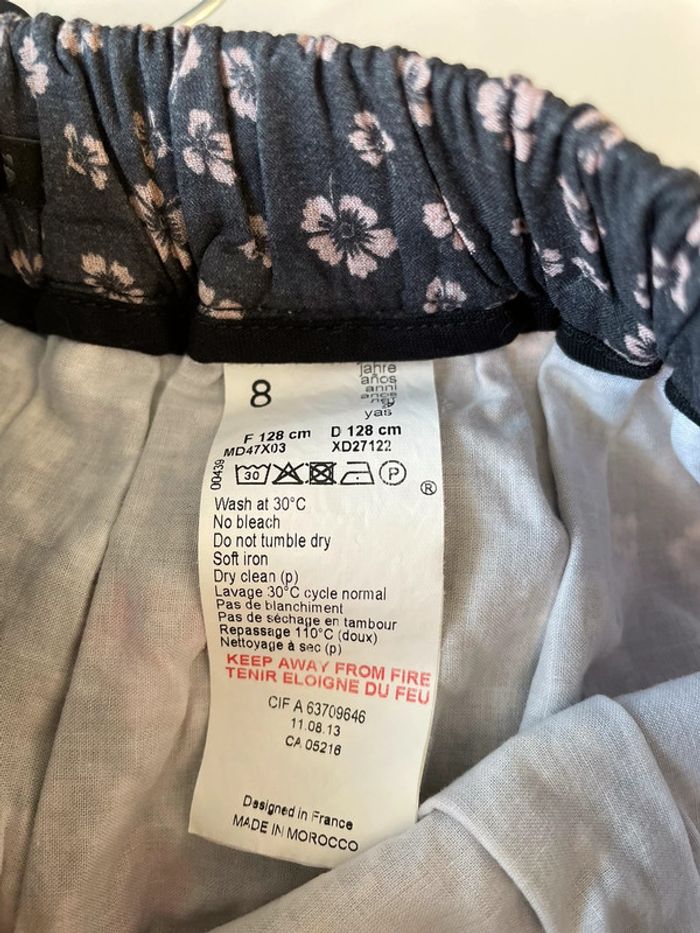 8
jahre
años
anni
anos
yas
F 128 cm D 128 cm
MD47X03 XD27122
00439
30 P ®
Wash at 30°C
No bleach
Do not tumble dry
Soft iron
Dry clean (p)
Lavage 30°C cycle normal
Pas de blanchiment
Pas de séchage en tambour
Repassage 110°C (doux)
Nettoyage à sec (p)
KEEP AWAY FROM FIRE
TENIR ELOIGNE DU FEU
CIF A 63709646
11.08.13
CA 05216
Designed in France
MADE IN MOROCCO